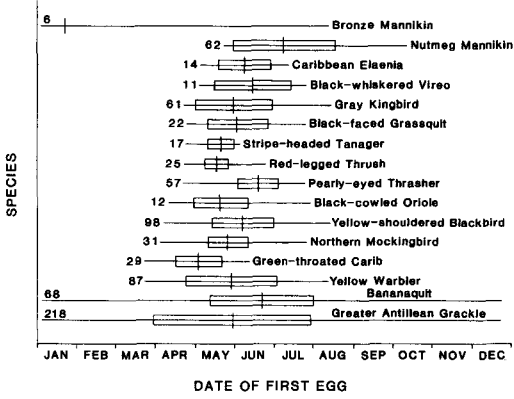 6 Bronze Mannikin
62 Nutmeg Mannikin
14 Caribbean Elaenia
11 Black-whiskered Vireo
61 Gray Kingbird
22 Black-faced Grassquit
17 Stripe-headed Tanager
25 Red-legged Thrush
57 Pearly-eyed Thrasher
12 Black-cowled Oriole
98 Yellow-shouldered Blackbird
31 Northern Mockingbird
29 Green-throated Carib
87 Yellow Warbler
68 Bananaquit
218 Greater Antillean Grackle
SPECIES
JAN FEB MAR APR MAY JUN JUL AUG SEP OCT NOV DEC
DATE OF FIRST EGG